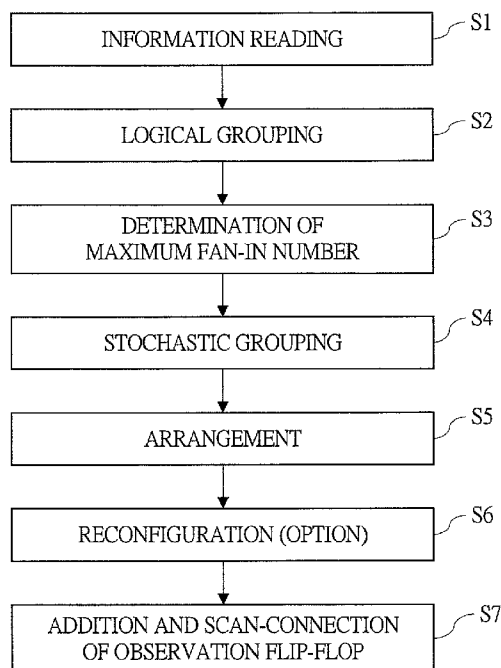 INFORMATION READING
S1
LOGICAL GROUPING
S2
DETERMINATION OF
MAXIMUM FAN-IN NUMBER
S3
STOCHASTIC GROUPING
S4
ARRANGEMENT
S5
RECONFIGURATION (OPTION)
S6
ADDITION AND SCAN-CONNECTION
OF OBSERVATION FLIP-FLOP
S7